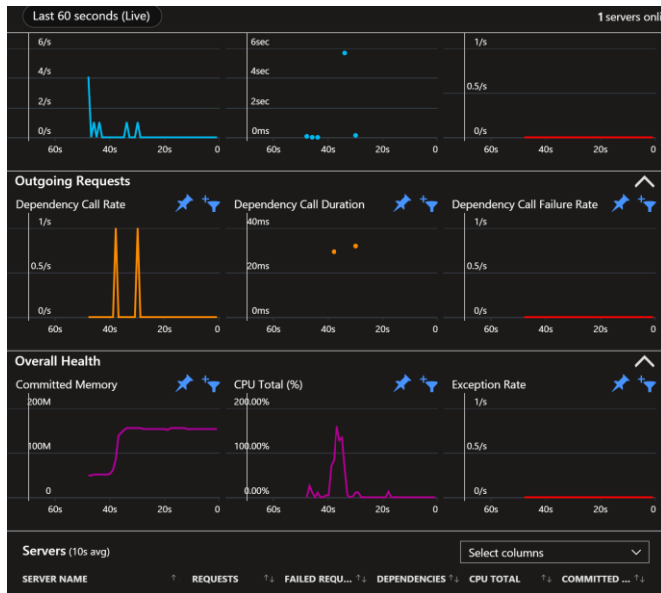 Last 60 seconds (Live)
1 servers onli
6/s
4/s
2/s
0/s
60s 40s 20s 0
6sec
4sec
2sec
0ms
60s 40s 20s 0
1/s
0.5/s
0/s
60s 40s 20s 0
Outgoing Requests
Dependency Call Rate
1/s
0.5/s
0/s
60s 40s 20s 0
Dependency Call Duration
40ms
20ms
0ms
60s 40s 20s 0
Dependency Call Failure Rate
1/s
0.5/s
0/s
60s 40s 20s 0
Overall Health
Committed Memory
200M
100M
0
60s 40s 20s 0
CPU Total (%)
200.00%
100.00%
0.00%
60s 40s 20s 0
Exception Rate
1/s
0.5/s
0/s
60s 40s 20s 0
Servers (10s avg)
Select columns
SERVER NAME REQUESTS FAILED REQU... DEPENDENCIES CPU TOTAL COMMITTED ...